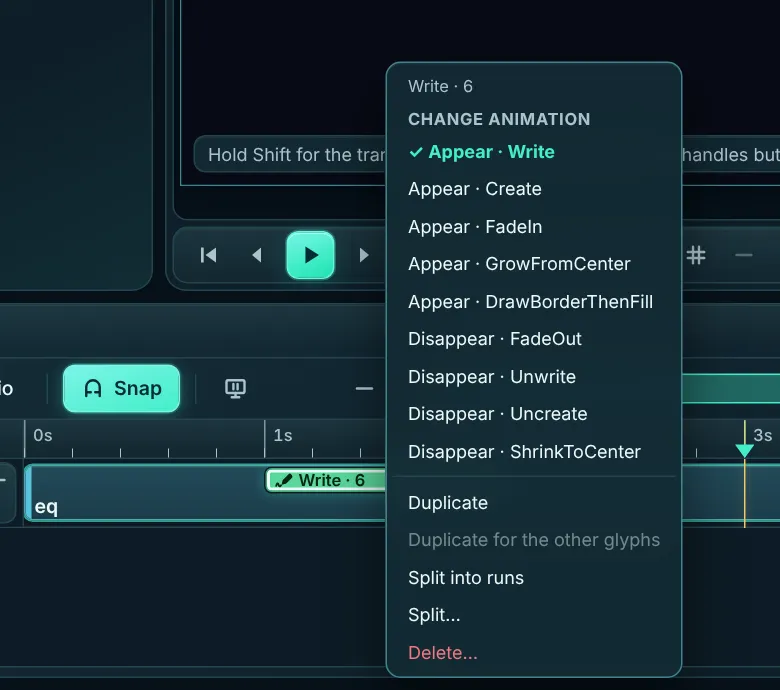 Write · 6
CHANGE ANIMATION
Appear · Write
Hold Shift for the tran
handles but
Appear · Create
Appear · FadeIn
Appear · GrowFromCenter
Appear · DrawBorderThenFill
Disappear · FadeOut
Disappear · Unwrite
io
Snap
Disappear · Uncreate
0s
1s
3s
Disappear · ShrinkToCenter
Write · 6
eq
Duplicate
Duplicate for the other glyphs
Split into runs
Split...
Delete...